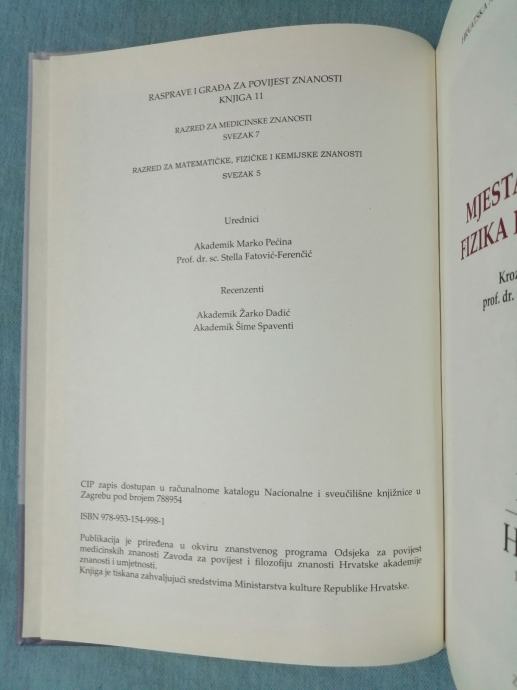 RASPRAVE I GRAĐA ZA POVIJEST ZNANOSTI
KNJIGA 11
RAZRED ZA MEDICINSKE ZNANOSTI
SVEZAK 7
RAZRED ZA MATEMATIČKE, FIZIČKE I KEMIJSKE ZNANOSTI
SVEZAK 5
Urednici
Akademik Marko Pećina
Prof. dr. sc. Stella Fatović-Ferenčić
Recenzenti
Akademik Žarko Dadić
Akademik Šime Spaventi
CIP zapis dostupan u računalnome katalogu Nacionalne i sveučilišne knjižnice u
Zagrebu pod brojem 788954
ISBN 978-953-154-998-1
Publikacija je priređena u okviru znanstvenog programa Odsjeka za povijest
medicinskih znanosti Zavoda za povijest i filozofiju znanosti Hrvatske akademije
znanosti i umjetnosti.
Knjiga je tiskana zahvaljujući sredstvima Ministarstva kulture Republike Hrvatske.
HRVATSKA
MJESTA
FIZIKA
Kroz
prof. dr.